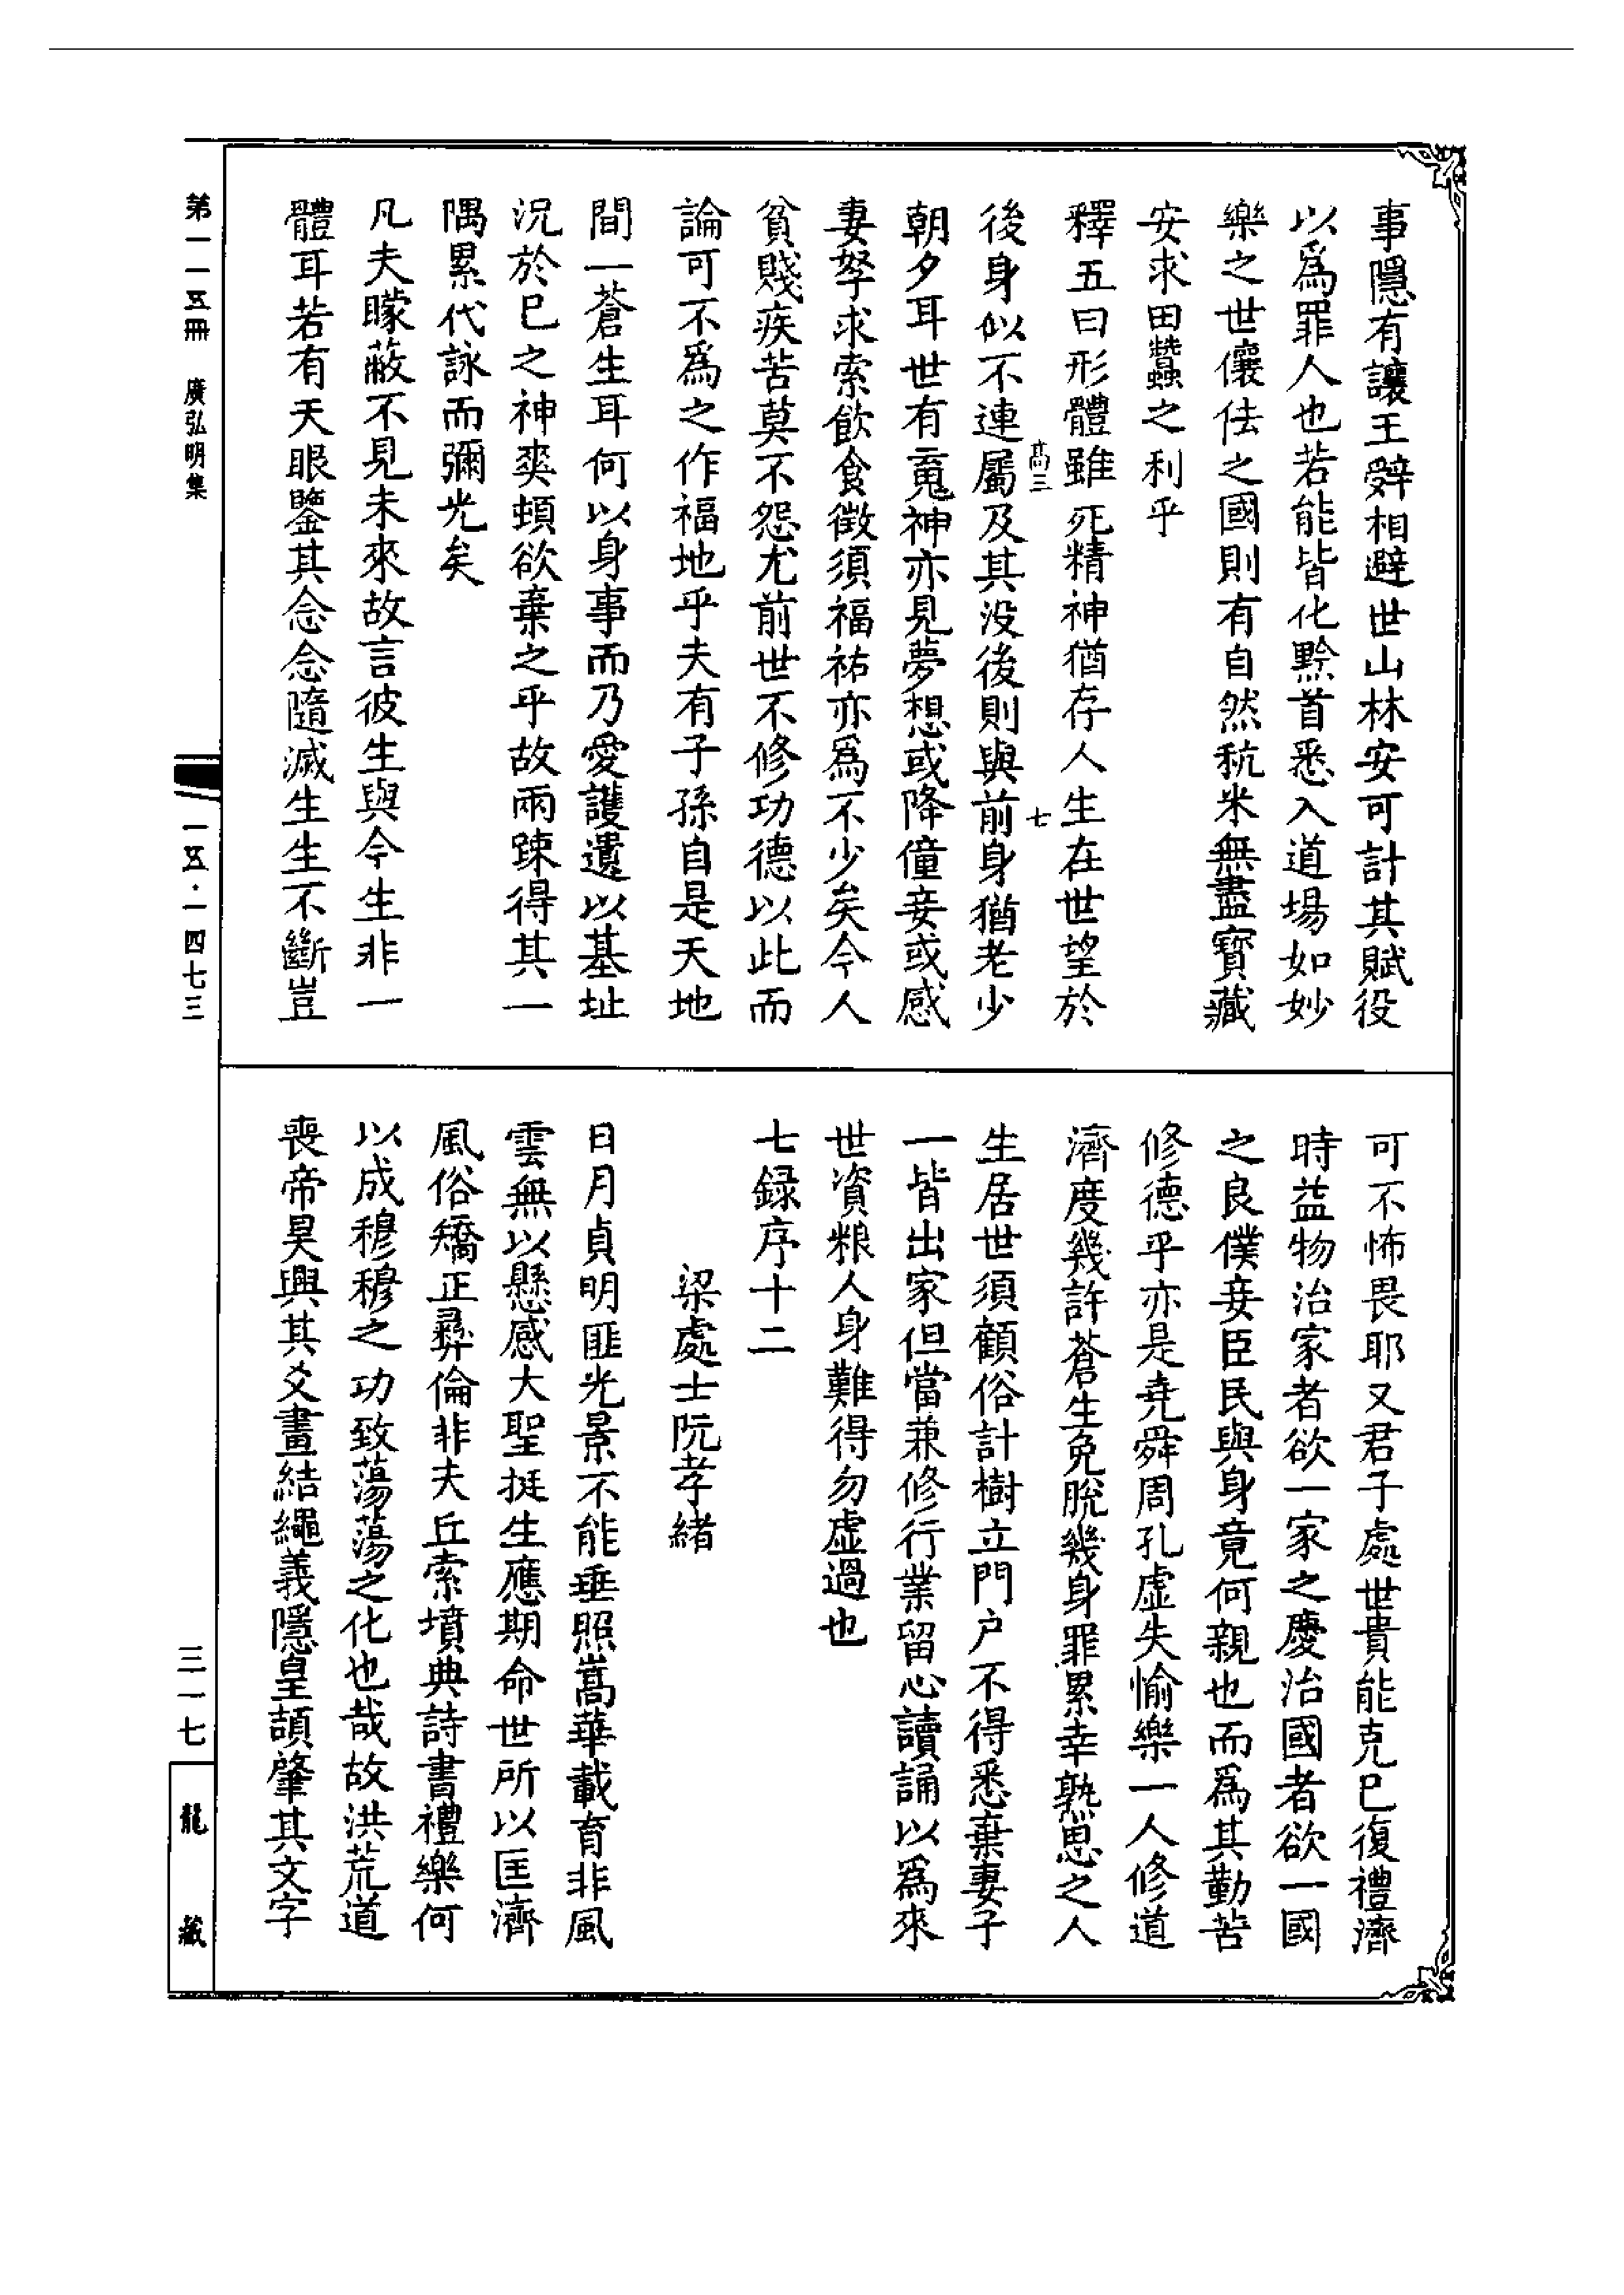 事隱有讓王辝相避世山林安可計其賦役
以爲罪人也若能皆化黔首悉入道場如妙
樂之世儴佉之國則有自然秔米無盡寶藏
安求田蠶之利乎
釋五曰形體雖死精神猶存人生在世望於
髙三
七
後身似不連屬及其没後則與前身猶老少
朝夕耳世有䰟神亦見夢想或降僮妾或感
妻孥求索飲食徴須福祐亦爲不少矣今人
貧賤疾苦莫不怨尤前世不修功德以此而
論可不爲之作福地乎夫有子孫自是天地
間一蒼生耳何以身事而乃愛護遺以基址
況於巳之神爽頓欲棄之乎故兩踈得其一
隅累代詠而彌光矣
凡夫矇蔽不見未來故言彼生與今生非一
體耳若有天眼鑒其念念隨滅生生不斷豈
可不怖畏耶又君子處世貴能克巳復禮濟
時益物治家者欲一家之慶治國者欲一國
之良僕妾臣民與身竟何親也而爲其勤苦
修德乎亦是堯舜周孔虚失愉樂一人修道
濟度幾許蒼生免脫幾身罪累幸熟思之人
生居世須顧俗計樹立門户不得悉棄妻子
一皆出家但當兼修行業留心讀誦以爲來
世資粮人身難得勿虚過也
七録序十二
梁處士阮孝緒
日月貞明匪光景不能垂照嵩華載育非風
雲無以懸感大聖挺生應期命世所以匡濟
風俗矯正彞倫非夫丘索墳典詩書禮樂何
以成穆穆之功致蕩蕩之化也哉故洪荒道
喪帝昊興其爻畫結繩義隱皇頡肇其文字
第一一五冊　廣弘明集
一五·一四七三
三一七
龍藏